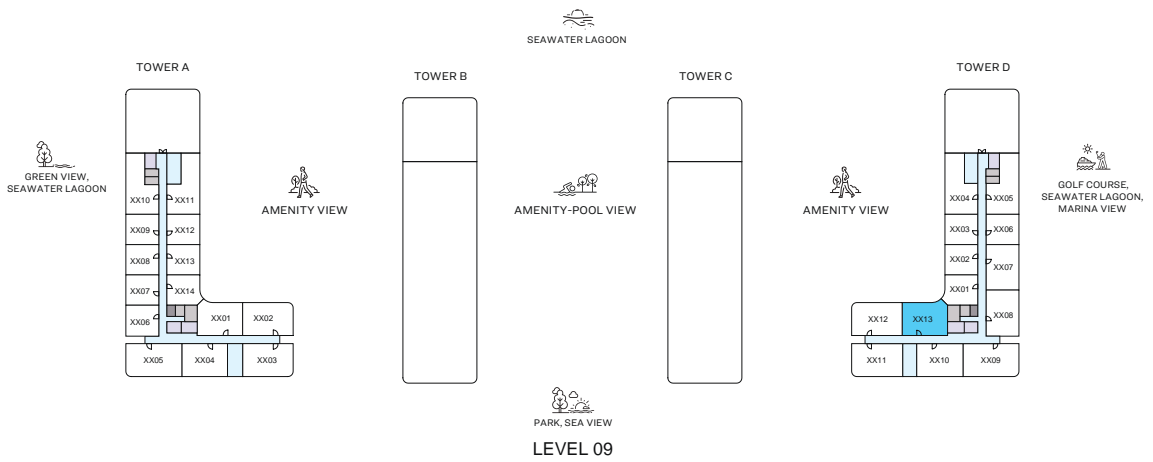 SEAWATER LAGOON
TOWER A
TOWER B
TOWER C
TOWER D
GREEN VIEW,
SEAWATER LAGOON
AMENITY VIEW
AMENITY-POOL VIEW
AMENITY VIEW
GOLF COURSE,
SEAWATER LAGOON,
MARINA VIEW
XX10 XX11
XX09 XX12
XX08 XX13
XX07 XX14
XX06 XX01 XX02
XX05 XX04 XX03
XX04 XX05
XX03 XX06
XX02 XX07
XX01
XX12 XX13 XX08
XX11 XX10 XX09
PARK, SEA VIEW
LEVEL 09